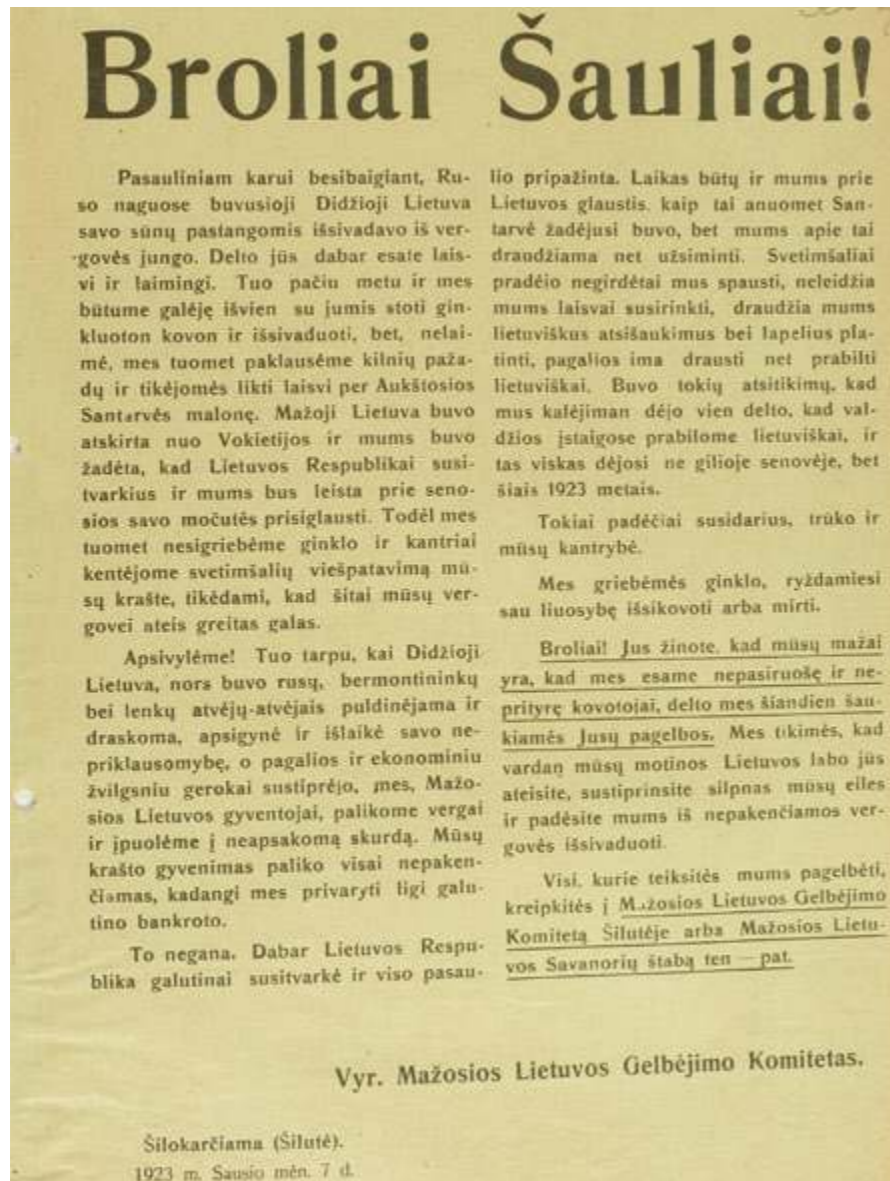 Broliai Šauliai!
Pasauliniam karui besibaigiant, Ru-
so naguose buvusioji Didžioji Lietuva
savo sūnų pastangomis išsivadavo iš ver-
govės jungo. Delto jūs dabar esate lais-
vi ir laimingi. Tuo pačiu metu ir mes
būtume galėję išvien su jumis stoti gin-
kluoton kovon ir išsivaduoti, bet, nelai-
mė, mes tuomet paklausėme kilnių paža-
dų ir tikėjomės likti laisvi per Aukštosios
Santarvės malonę. Mažoji Lietuva buvo
atskirta nuo Vokietijos ir mums buvo
žadėta, kad Lietuvos Respublikai susi-
tvarkius ir mums bus leista prie seno-
sios savo močutės prisiglausti. Todėl mes
tuomet nesigriebėme ginklo ir kantriai
kentėjome svetimšalių viešpatavimą mū-
sų krašte, tikėdami, kad šitai mūsų ver-
govei ateis greitas galas.
Apsivylėme! Tuo tarpu, kai Didžioji
Lietuva, nors buvo rusų, bermontininkų
bei lenkų atvėjų-atvėjais puldinėjama ir
draskoma, apsigynė ir išlaikė savo ne-
priklausomybę, o pagalios ir ekonominiu
žvilgsniu gerokai sustiprėjo, mes, Mažo-
sios Lietuvos gyventojai, palikome vergai
ir įpuolėme į neapsakomą skurdą. Mūsų
krašto gyvenimas paliko visai nepaken-
čiamas, kadangi mes privaryti ligi galu-
tino bankroto.
To negana. Dabar Lietuvos Respu-
blika galutinai susitvarkė ir viso pasau-
lio pripažinta. Laikas būtų ir mums prie
Lietuvos glaustis, kaip tai anuomet San-
tarvė žadėjusi buvo, bet mums apie tai
draudžiama net užsiminti. Svetimšaliai
pradėjo negirdėtai mus spausti, neleidžia
mums laisvai susirinkti, draudžia mums
lietuviškus atsišaukimus bei lapelius pla-
tinti, pagalios ima drausti net prabilti
lietuviškai. Buvo tokių atsitikimų, kad
mus kalėjiman dėjo vien delto, kad val-
džios įstaigose prabilome lietuviškai, ir
tas viskas dėjosi ne gilioje senovėje, bet
šiais 1923 metais.
Tokiai padėčiai susidarius, trūko ir
mūsų kantrybė.
Mes griebėmės ginklo, ryždamiesi
sau liuosybę išsikovoti arba mirti.
Broliai! Jus žinote, kad mūsų mažai
yra, kad mes esame nepasiruošę ir ne-
prityrę kovotojai, delto mes šiandien šau-
kiamės Jusų pagelbos. Mes tikimės, kad
vardan mūsų motinos Lietuvos labo jūs
ateisite, sustiprinsite silpnas mūsų eiles
ir padėsite mums iš nepakenčiamos ver-
govės išsivaduoti.
Visi, kurie teiksitės mums pagelbėti,
kreipkitės į Mažosios Lietuvos Gelbėjimo
Komitetą Šilutėje arba Mažosios Lietu-
vos Savanorių štabą ten — pat.
Vyr. Mažosios Lietuvos Gelbėjimo Komitetas.
Šilokarčiama (Šilutė).
1923 m. Sausio mėn. 7 d.